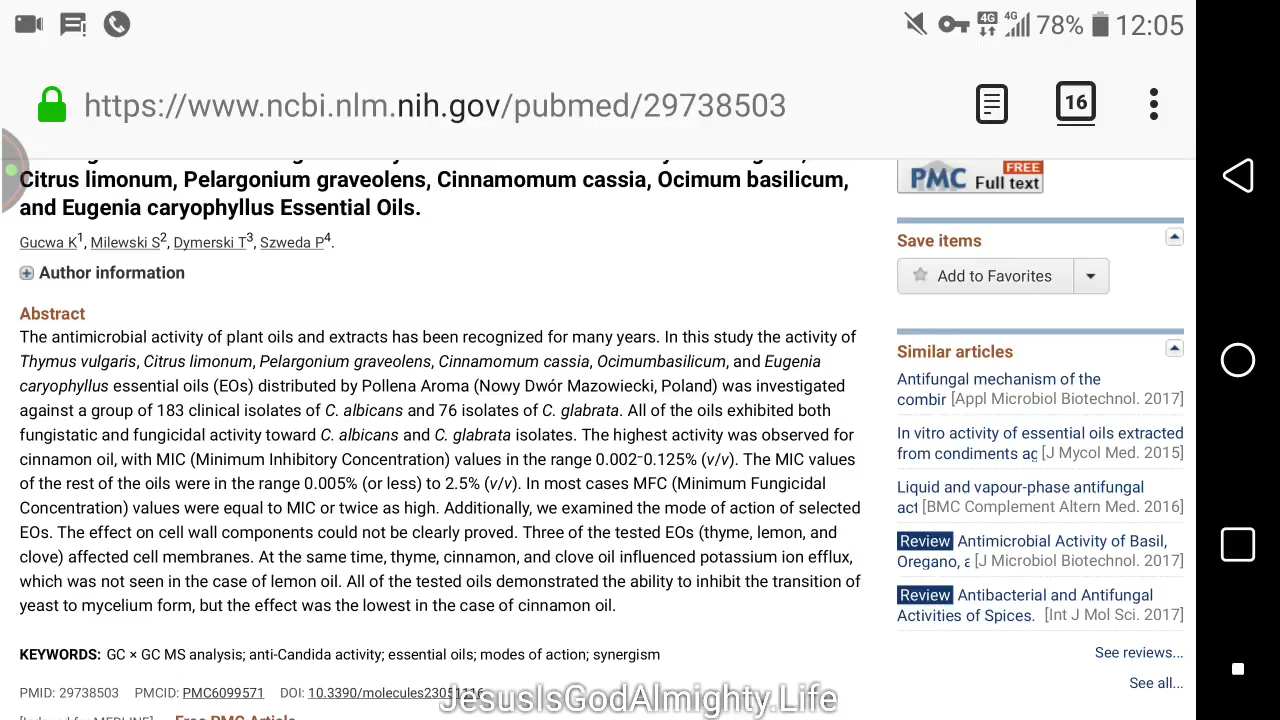 4G 4G 78% 12:05
https://www.ncbi.nlm.nih.gov/pubmed/29738503
16
Citrus limonum, Pelargonium graveolens, Cinnamomum cassia, Ocimum basilicum,
and Eugenia caryophyllus Essential Oils.
Gucwa K1, Milewski S2, Dymerski T3, Szweda P4.
Author information
Abstract
The antimicrobial activity of plant oils and extracts has been recognized for many years. In this study the activity of
Thymus vulgaris, Citrus limonum, Pelargonium graveolens, Cinnamomum cassia, Ocimumbasilicum, and Eugenia
caryophyllus essential oils (EOs) distributed by Pollena Aroma (Nowy Dwór Mazowiecki, Poland) was investigated
against a group of 183 clinical isolates of C. albicans and 76 isolates of C. glabrata. All of the oils exhibited both
fungistatic and fungicidal activity toward C. albicans and C. glabrata isolates. The highest activity was observed for
cinnamon oil, with MIC (Minimum Inhibitory Concentration) values in the range 0.002⁻0.125% (v/v). The MIC values
of the rest of the oils were in the range 0.005% (or less) to 2.5% (v/v). In most cases MFC (Minimum Fungicidal
Concentration) values were equal to MIC or twice as high. Additionally, we examined the mode of action of selected
EOs. The effect on cell wall components could not be clearly proved. Three of the tested EOs (thyme, lemon, and
clove) affected cell membranes. At the same time, thyme, cinnamon, and clove oil influenced potassium ion efflux,
which was not seen in the case of lemon oil. All of the tested oils demonstrated the ability to inhibit the transition of
yeast to mycelium form, but the effect was the lowest in the case of cinnamon oil.
KEYWORDS: GC × GC MS analysis; anti-Candida activity; essential oils; modes of action; synergism
PMID: 29738503 PMCID: PMC6099571 DOI: 10.3390/molecules23051116
[Indexed for MEDLINE] Free PMC Article
PMC FREE
Full text
Save items
Add to Favorites
Similar articles
Antifungal mechanism of the
combir [Appl Microbiol Biotechnol. 2017]
In vitro activity of essential oils extracted
from condiments aç [J Mycol Med. 2015]
Liquid and vapour-phase antifungal
act [BMC Complement Altern Med. 2016]
Review Antimicrobial Activity of Basil,
Oregano, a [J Microbiol Biotechnol. 2017]
Review Antibacterial and Antifungal
Activities of Spices. [Int J Mol Sci. 2017]
See reviews...
See all...
JesusIsGodAlmighty.Life